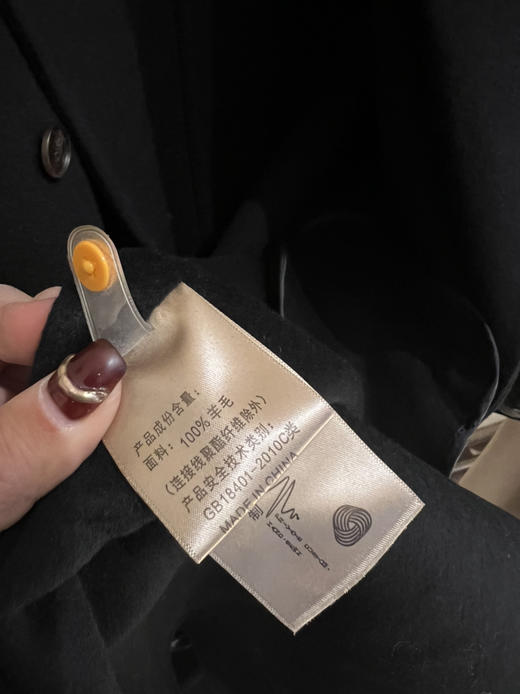 产品成份含量:
面料: 100%羊毛
(连接线聚酯纤维除外)
产品安全技术类别:
GB18401-2010C类
MADE IN CHINA
制